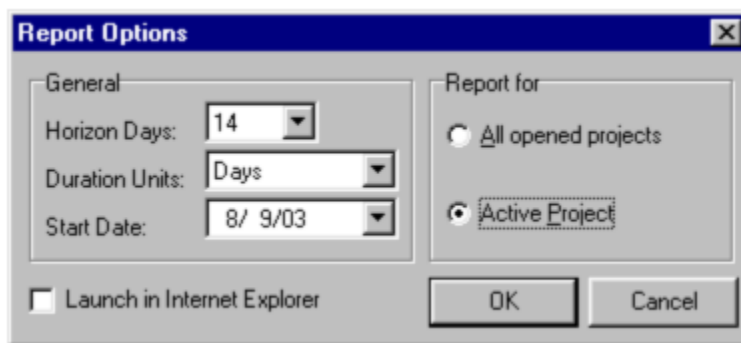 Report Options
General
Horizon Days: 14
Duration Units: Days
Start Date: 8/ 9/03
Report for
All opened projects
Active Project
Launch in Internet Explorer
OK Cancel